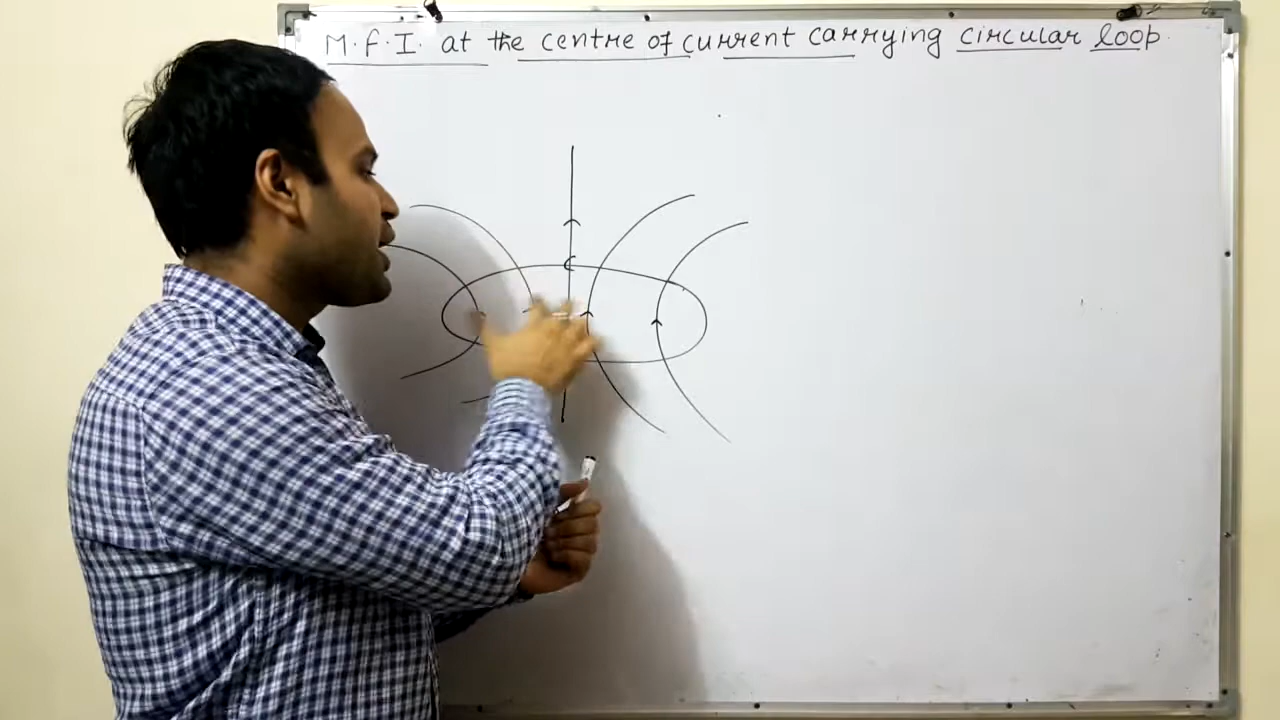 M.f.I. at the centre of current carrying circular loop.